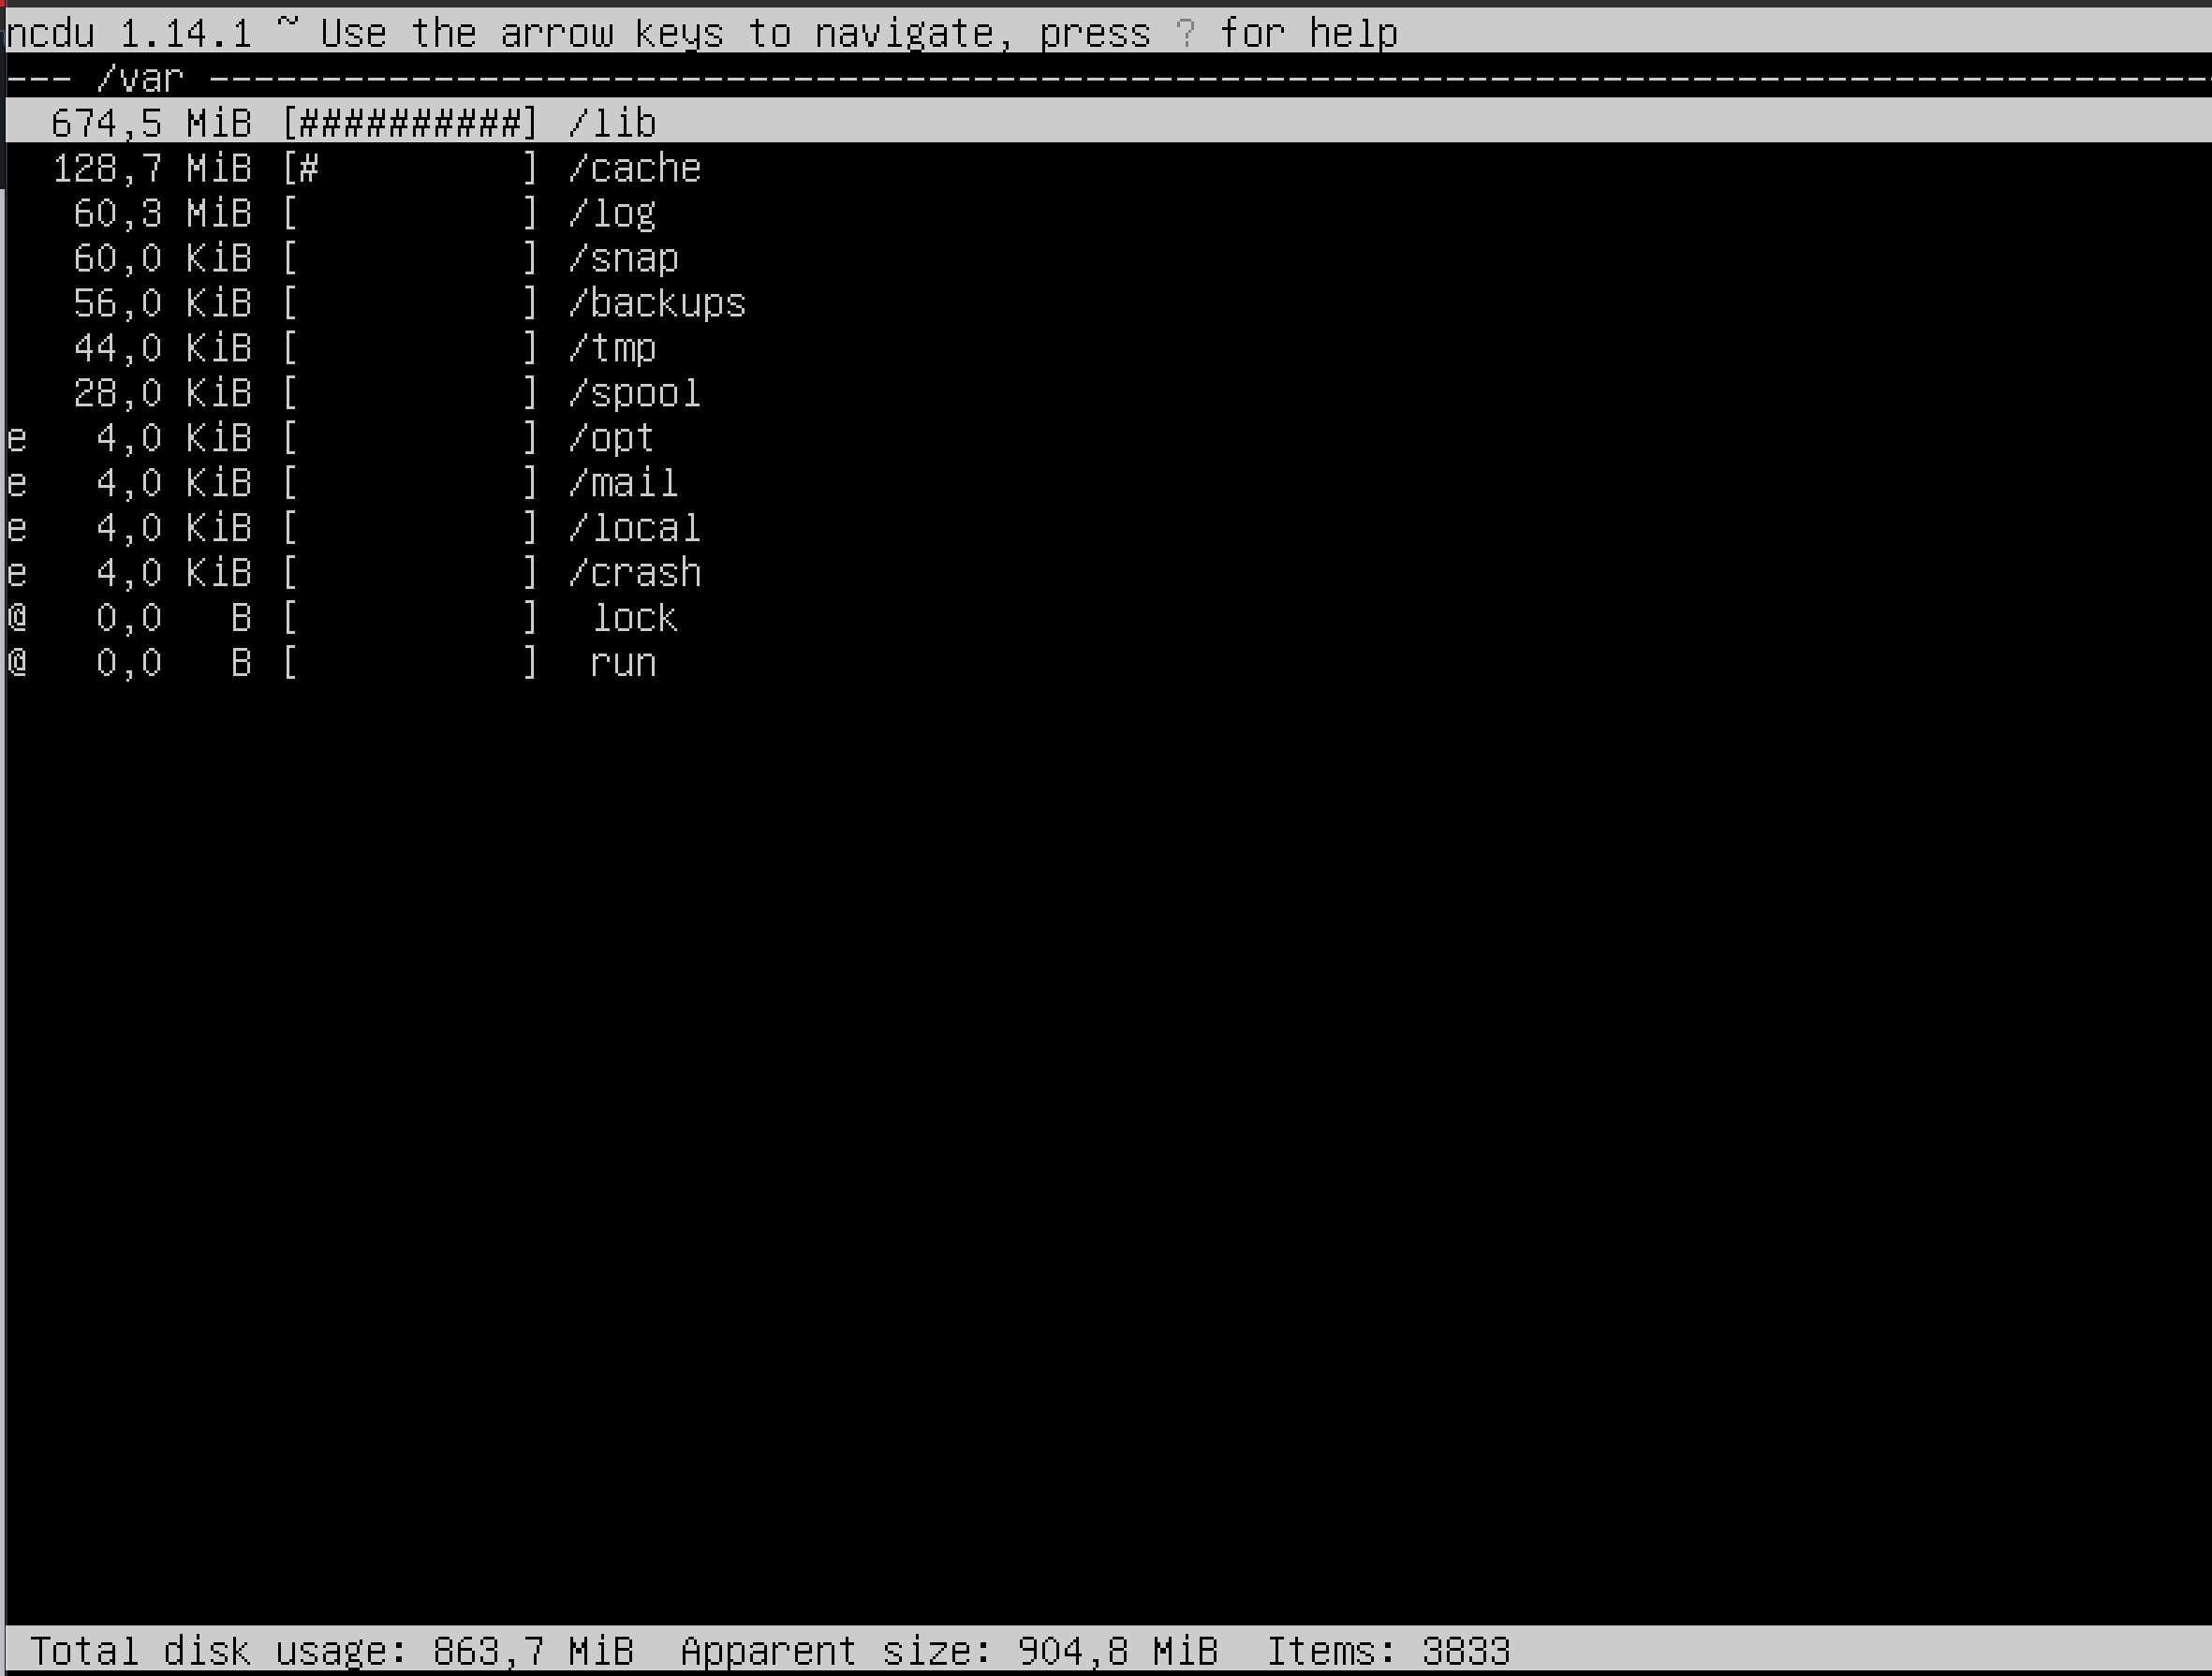 ncdu 1.14.1 ~ Use the arrow keys to navigate, press ? for help
--- /var ----------------------------------------------------------------------------------------
  674,5 MiB [##########] /lib
  128,7 MiB [#         ] /cache
   60,3 MiB [          ] /log
   60,0 KiB [          ] /snap
   56,0 KiB [          ] /backups
   44,0 KiB [          ] /tmp
   28,0 KiB [          ] /spool
e   4,0 KiB [          ] /opt
e   4,0 KiB [          ] /mail
e   4,0 KiB [          ] /local
e   4,0 KiB [          ] /crash
@   0,0   B [          ]  lock
@   0,0   B [          ]  run
 Total disk usage: 863,7 MiB  Apparent size: 904,8 MiB  Items: 3833